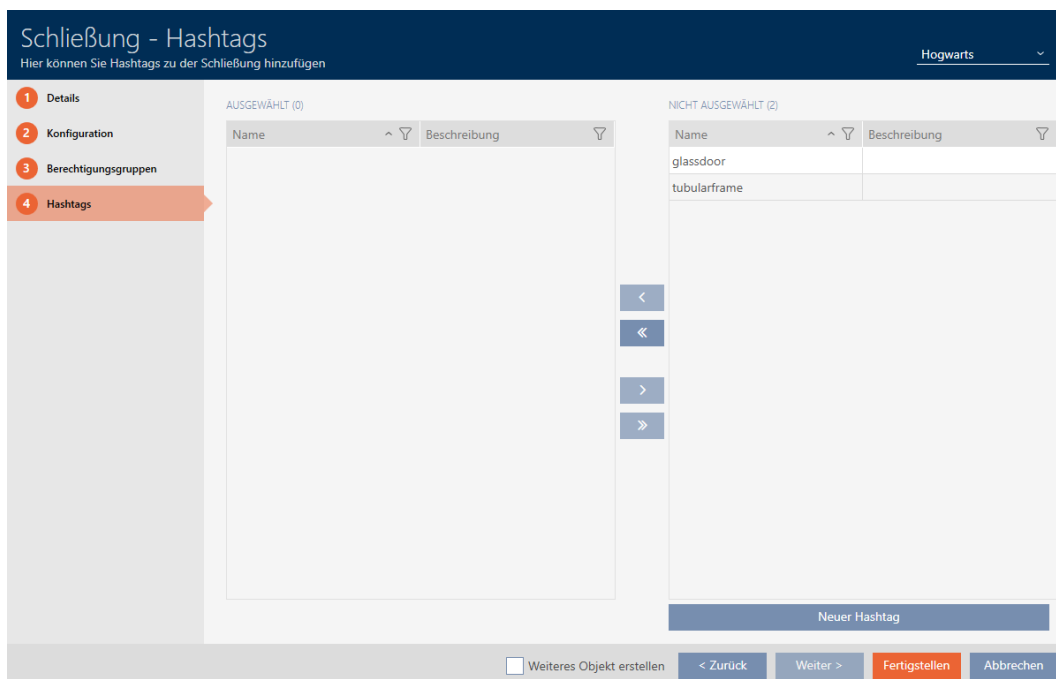 Schließung - Hashtags
Hier können Sie Hashtags zu der Schließung hinzufügen
Hogwarts
1 Details
2 Konfiguration
3 Berechtigungsgruppen
4 Hashtags
AUSGEWÄHLT (0)
Name Beschreibung
NICHT AUSGEWÄHLT (2)
Name Beschreibung
glassdoor
tubularframe
Neuer Hashtag
Weiteres Objekt erstellen
< Zurück
Weiter >
Fertigstellen
Abbrechen